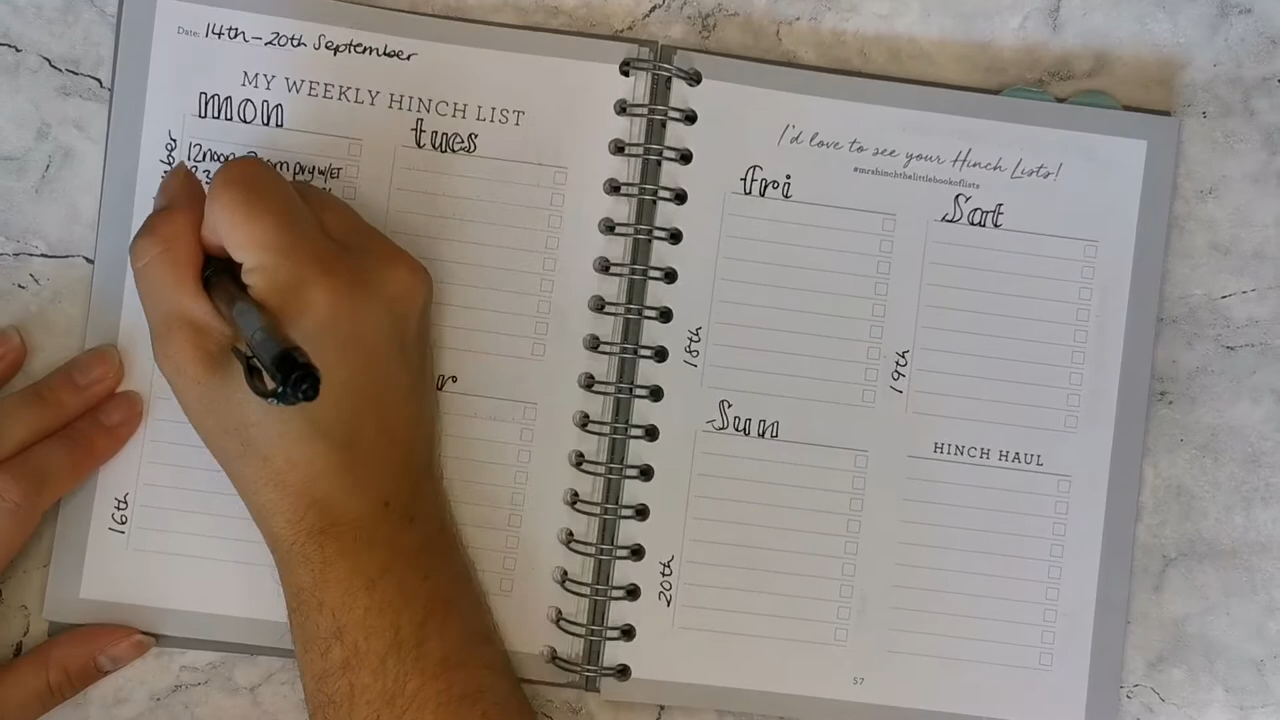 Date: 14th-20th September
MY WEEKLY HINCH LIST
mon
12noon
tues
16th
I'd love to see your Hinch Lists!
#mrshinchthelittlebookoflists
fri
18th
Sat
19th
Sun
20th
HINCH HAUL
57